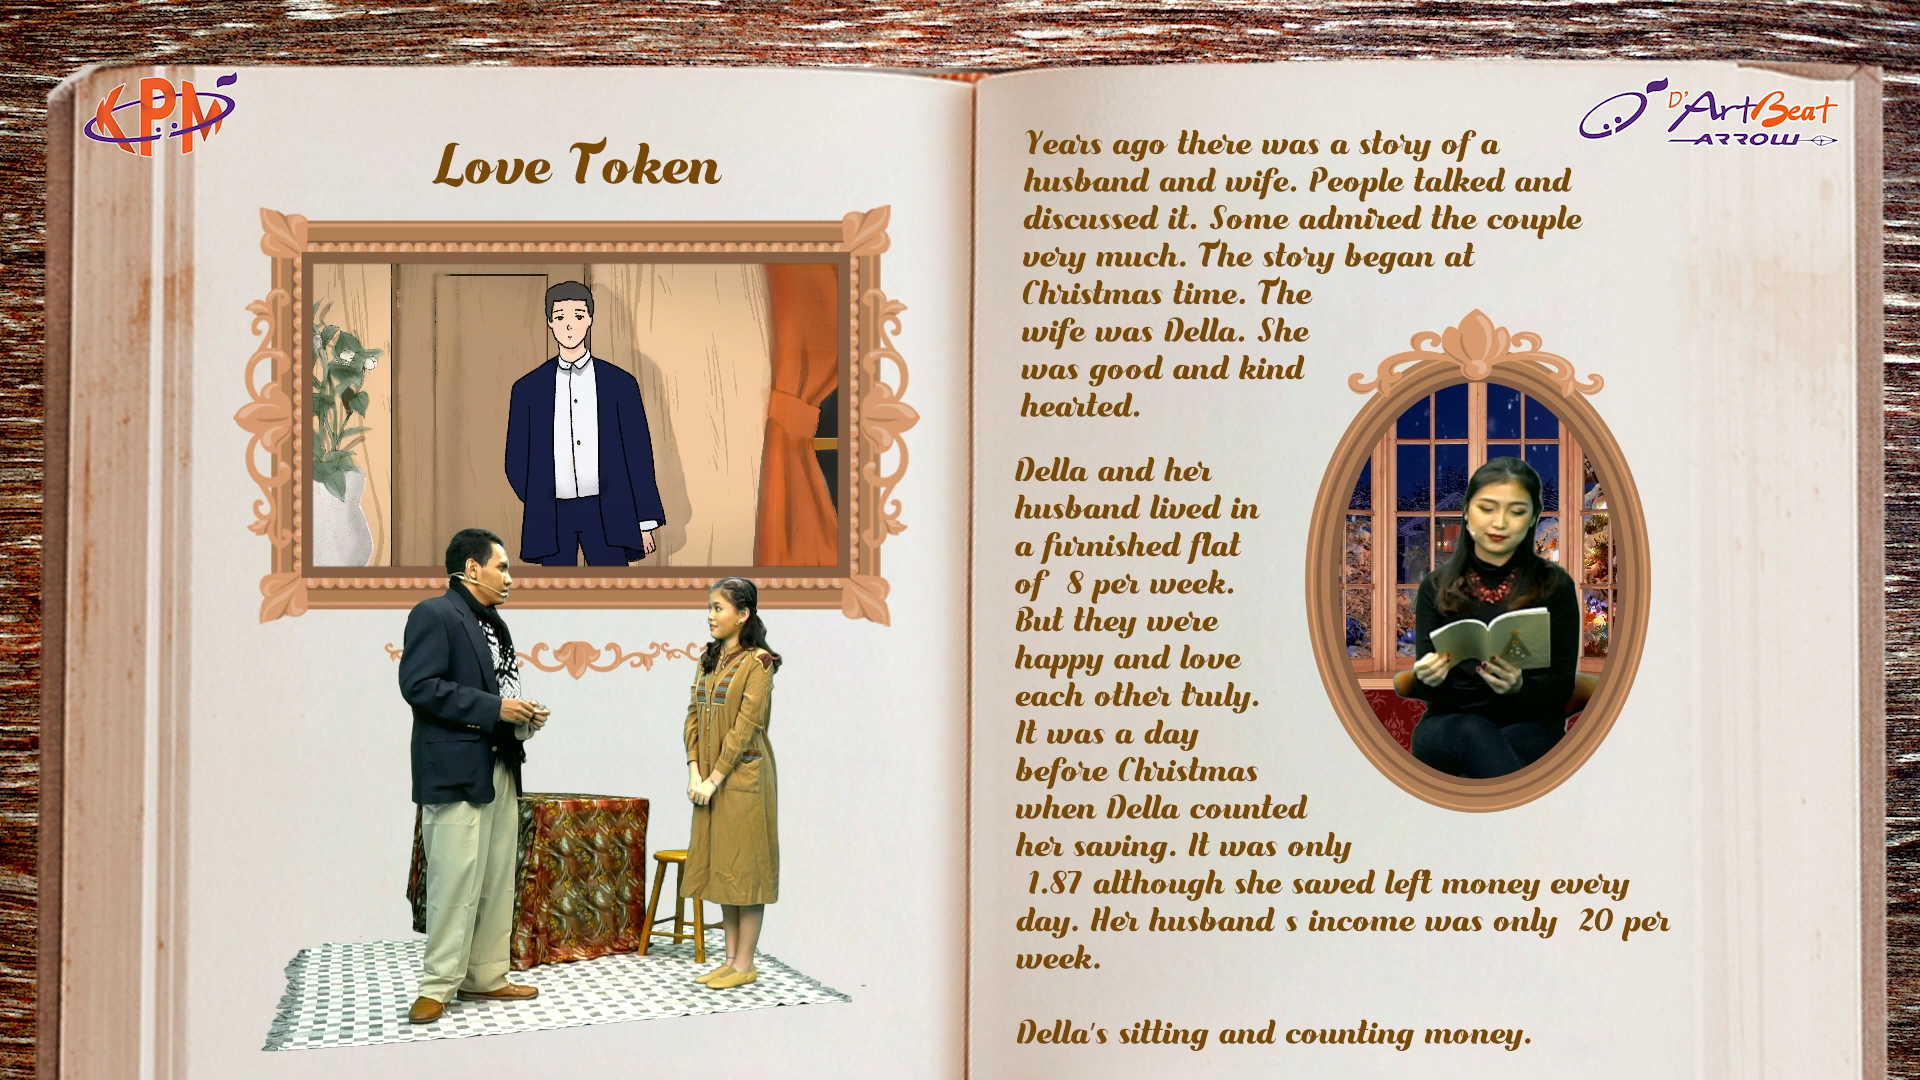 KPM
D'ArtBeat
ARROW
Love Token
Years ago there was a story of a
husband and wife. People talked and
discussed it. Some admired the couple
very much. The story began at
Christmas time. The
wife was Della. She
was good and kind
hearted.
Della and her
husband lived in
a furnished flat
of 8 per week.
But they were
happy and love
each other truly.
It was a day
before Christmas
when Della counted
her saving. It was only
1.87 although she saved left money every
day. Her husband s income was only 20 per
week.
Della's sitting and counting money.